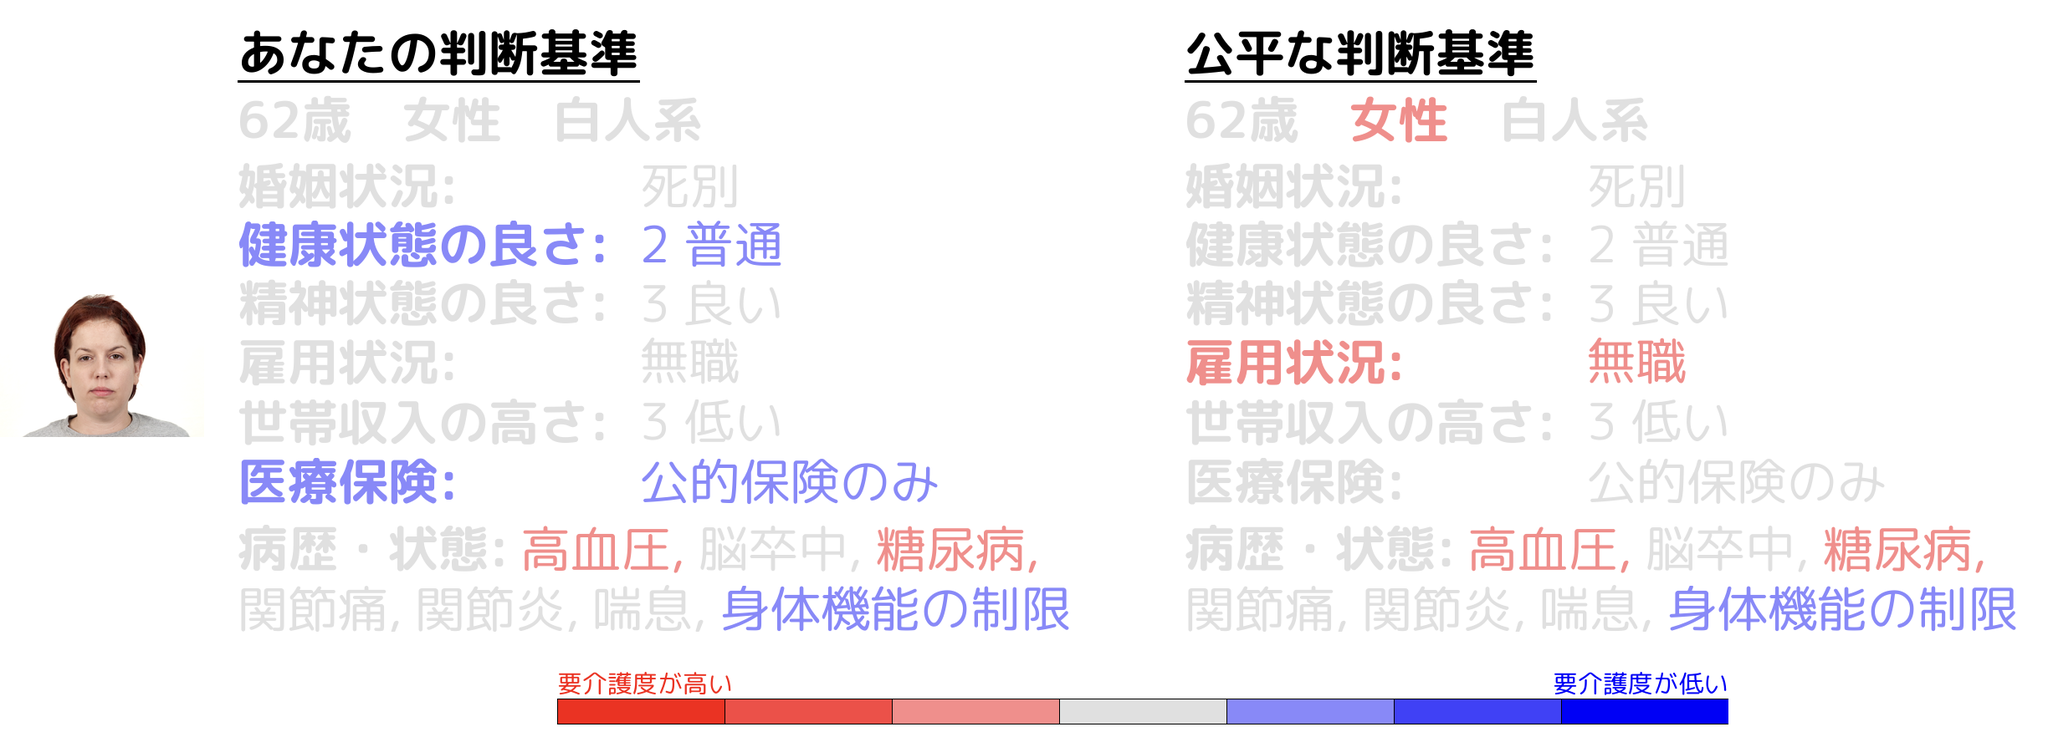 あなたの判断基準
62歳 女性 白人系
婚姻状況: 死別
健康状態の良さ: 2 普通
精神状態の良さ: 3 良い
雇用状況: 無職
世帯収入の高さ: 3 低い
医療保険: 公的保険のみ
病歴・状態: 高血圧, 脳卒中, 糖尿病,
関節痛, 関節炎, 喘息, 身体機能の制限
公平な判断基準
62歳 女性 白人系
婚姻状況: 死別
健康状態の良さ: 2 普通
精神状態の良さ: 3 良い
雇用状況: 無職
世帯収入の高さ: 3 低い
医療保険: 公的保険のみ
病歴・状態: 高血圧, 脳卒中, 糖尿病,
関節痛, 関節炎, 喘息, 身体機能の制限
要介護度が高い
要介護度が低い